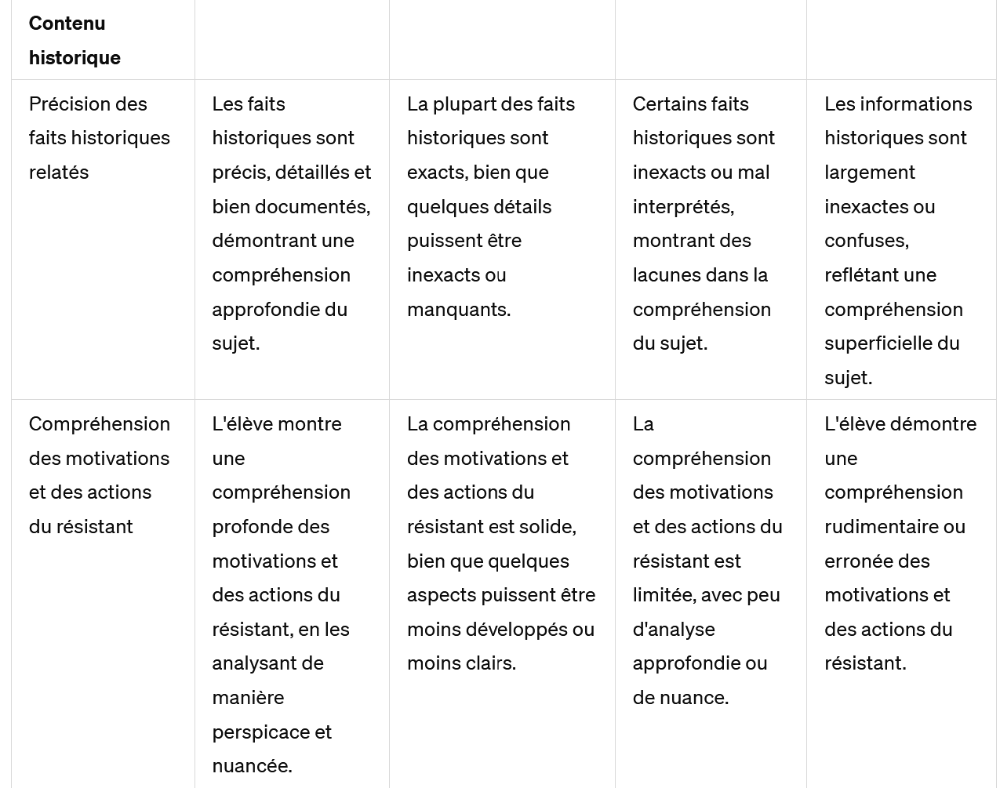 Contenu
historique
Précision des
faits historiques
relatés
Les faits
historiques sont
précis, détaillés et
bien documentés,
démontrant une
compréhension
approfondie du
sujet.
La plupart des faits
historiques sont
exacts, bien que
quelques détails
puissent être
inexacts ou
manquants.
Certains faits
historiques sont
inexacts ou mal
interprétés,
montrant des
lacunes dans la
compréhension
du sujet.
Les informations
historiques sont
largement
inexactes ou
confuses,
reflétant une
compréhension
superficielle du
sujet.
Compréhension
des motivations
et des actions
du résistant
L'élève montre
une
compréhension
profonde des
motivations et
des actions du
résistant, en les
analysant de
manière
perspicace et
nuancée.
La compréhension
des motivations et
des actions du
résistant est solide,
bien que quelques
aspects puissent être
moins développés ou
moins clairs.
La
compréhension
des motivations
et des actions du
résistant est
limitée, avec peu
d'analyse
approfondie ou
de nuance.
L'élève démontre
une
compréhension
rudimentaire ou
erronée des
motivations et
des actions du
résistant.